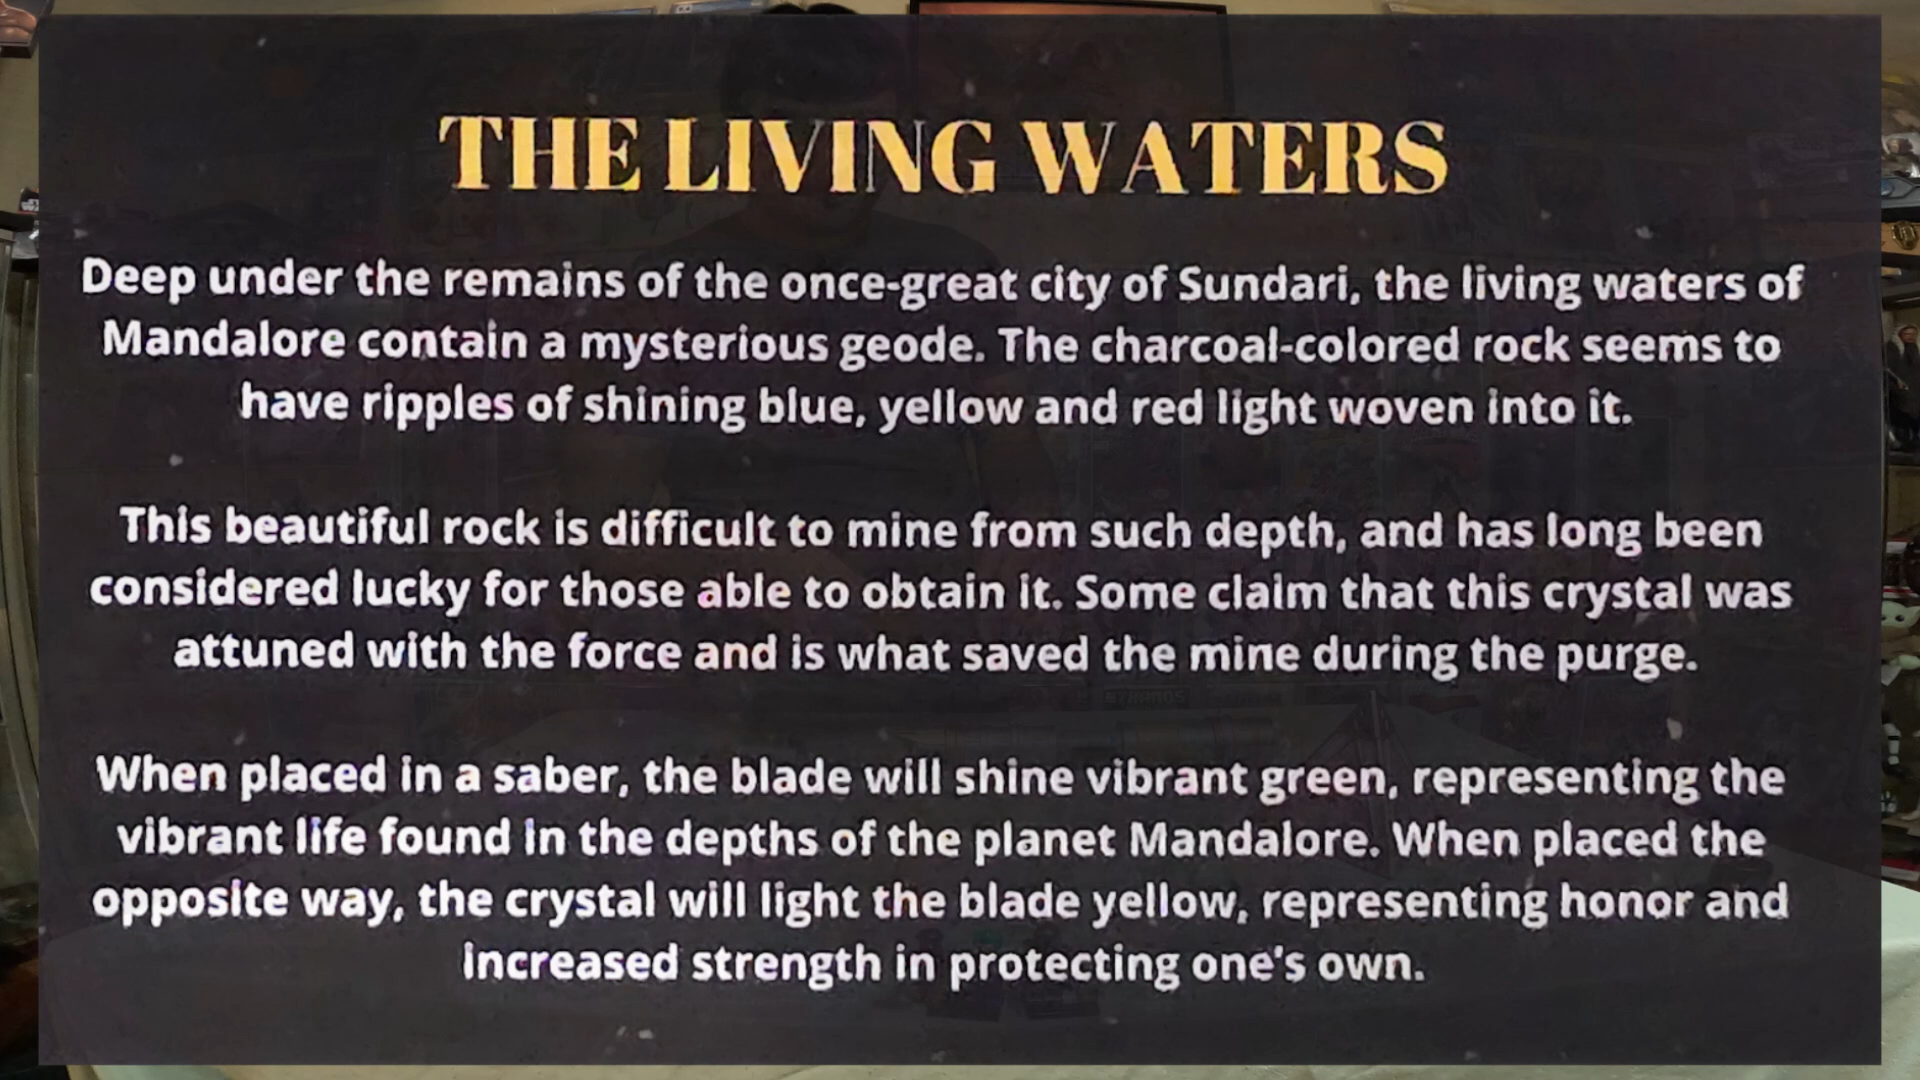 THE LIVING WATERS
Deep under the remains of the once-great city of Sundari, the living waters of
Mandalore contain a mysterious geode. The charcoal-colored rock seems to
have ripples of shining blue, yellow and red light woven into it.
This beautiful rock is difficult to mine from such depth, and has long been
considered lucky for those able to obtain it. Some claim that this crystal was
attuned with the force and is what saved the mine during the purge.
When placed in a saber, the blade will shine vibrant green, representing the
vibrant life found in the depths of the planet Mandalore. When placed the
opposite way, the crystal will light the blade yellow, representing honor and
increased strength in protecting one's own.